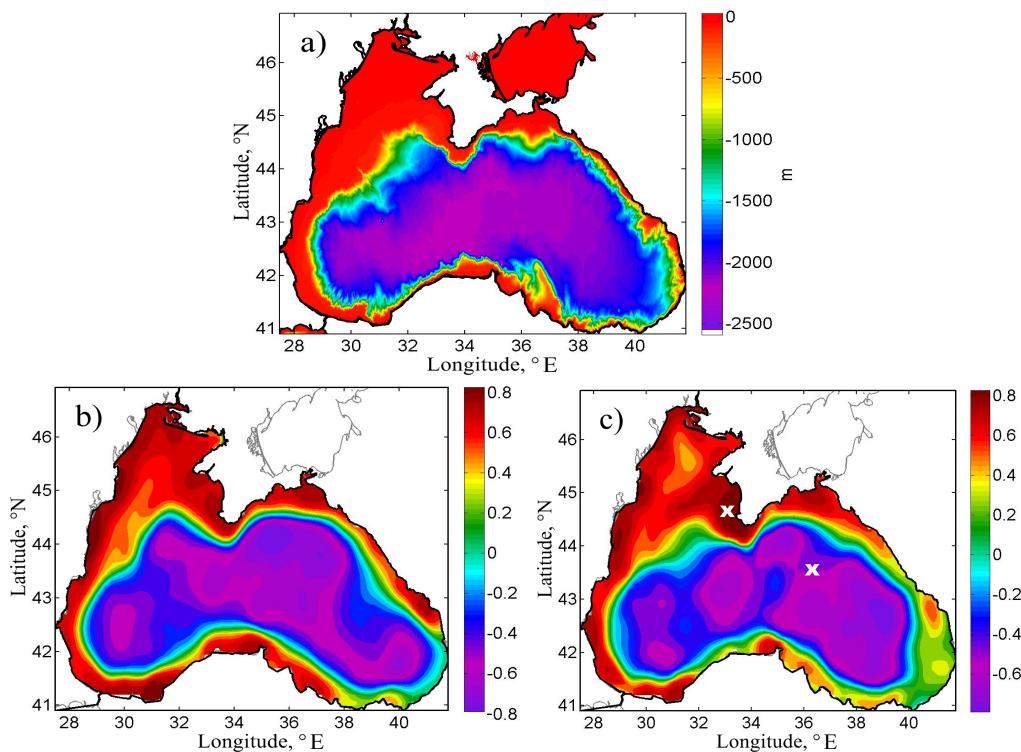 a)
46
45
44
43
42
41
Latitude, °N
28 30 32 34 36 38 40
Longitude, ° E
0
-500
-1000
-1500
-2000
-2500
m
b)
46
45
44
43
42
41
Latitude, °N
28 30 32 34 36 38 40
Longitude, ° E
0.8
0.6
0.4
0.2
0
-0.2
-0.4
-0.6
-0.8
c)
x
x
46
45
44
43
42
41
Latitude, °N
28 30 32 34 36 38 40
Longitude, ° E
0.8
0.6
0.4
0.2
0
-0.2
-0.4
-0.6